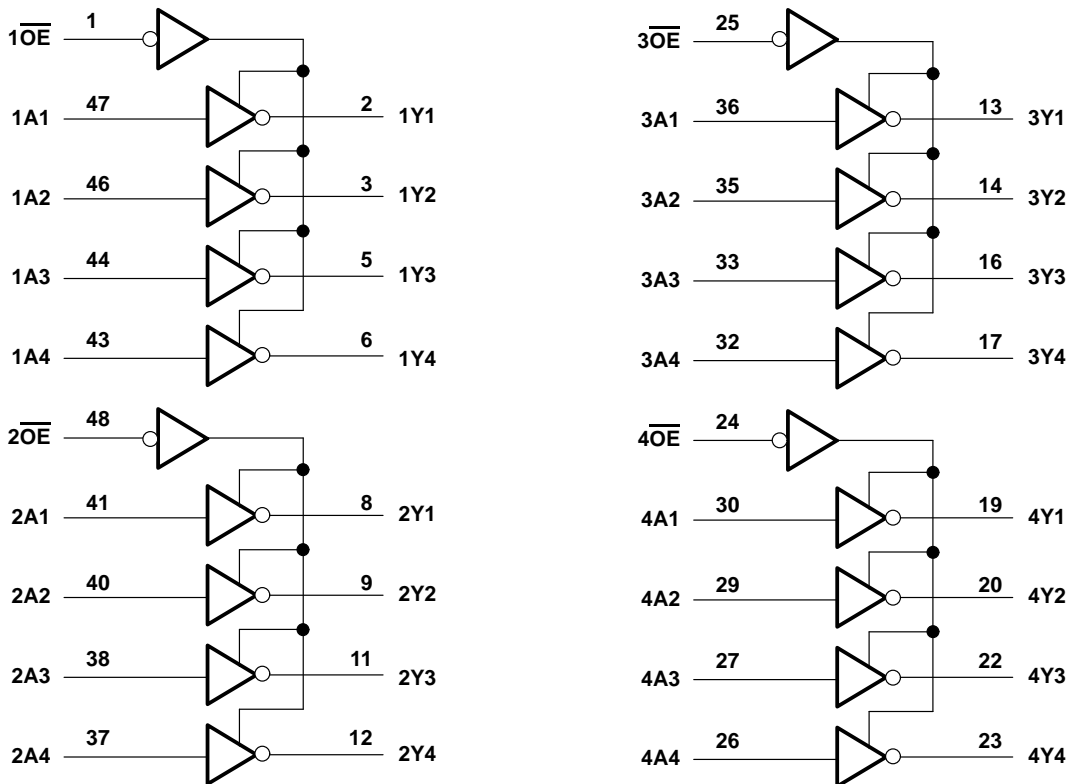 1OE 1
1A1 47 2 1Y1
1A2 46 3 1Y2
1A3 44 5 1Y3
1A4 43 6 1Y4
2OE 48
2A1 41 8 2Y1
2A2 40 9 2Y2
2A3 38 11 2Y3
2A4 37 12 2Y4
3OE 25
3A1 36 13 3Y1
3A2 35 14 3Y2
3A3 33 16 3Y3
3A4 32 17 3Y4
4OE 24
4A1 30 19 4Y1
4A2 29 20 4Y2
4A3 27 22 4Y3
4A4 26 23 4Y4